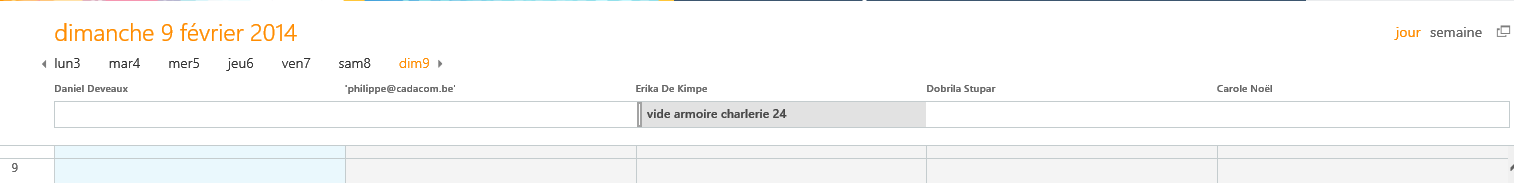 dimanche 9 février 2014
jour semaine
lun3 mar4 mer5 jeu6 ven7 sam8 dim9
Daniel Deveaux 'philippe@cadacom.be' Erika De Kimpe Dobrila Stupar Carole Noël
vide armoire charlerie 24
9